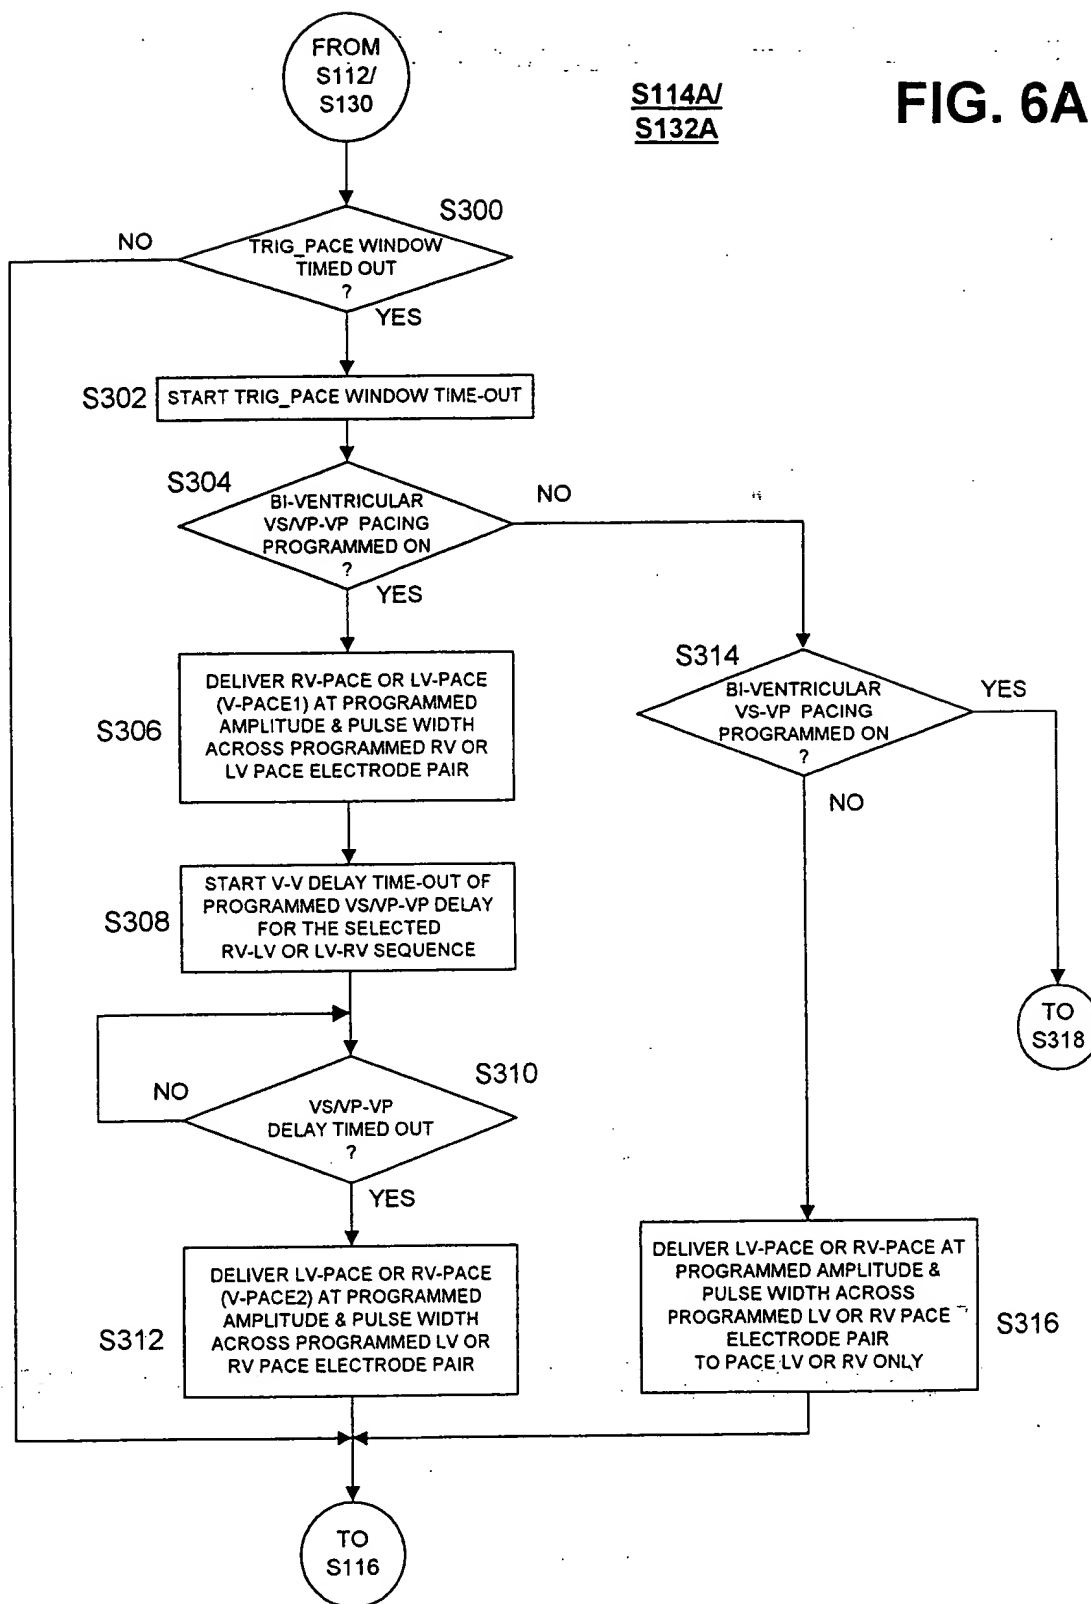 FROM
S112/
S130
S114A/
S132A
FIG. 6A
S300
NO
TRIG_PACE WINDOW
TIMED OUT
?
YES
S302
START TRIG_PACE WINDOW TIME-OUT
S304
BI-VENTRICULAR
VS/VP-VP PACING
PROGRAMMED ON
?
NO
YES
S306
DELIVER RV-PACE OR LV-PACE
(V-PACE1) AT PROGRAMMED
AMPLITUDE & PULSE WIDTH
ACROSS PROGRAMMED RV OR
LV PACE ELECTRODE PAIR
S314
BI-VENTRICULAR
VS-VP PACING
PROGRAMMED ON
?
YES
NO
S308
START V-V DELAY TIME-OUT OF
PROGRAMMED VS/VP-VP DELAY
FOR THE SELECTED
RV-LV OR LV-RV SEQUENCE
TO
S318
S310
NO
VS/VP-VP
DELAY TIMED OUT
?
YES
S312
DELIVER LV-PACE OR RV-PACE
(V-PACE2) AT PROGRAMMED
AMPLITUDE & PULSE WIDTH
ACROSS PROGRAMMED LV OR
RV PACE ELECTRODE PAIR
DELIVER LV-PACE OR RV-PACE AT
PROGRAMMED AMPLITUDE &
PULSE WIDTH ACROSS
PROGRAMMED LV OR RV PACE
ELECTRODE PAIR
TO PACE LV OR RV ONLY
S316
TO
S116